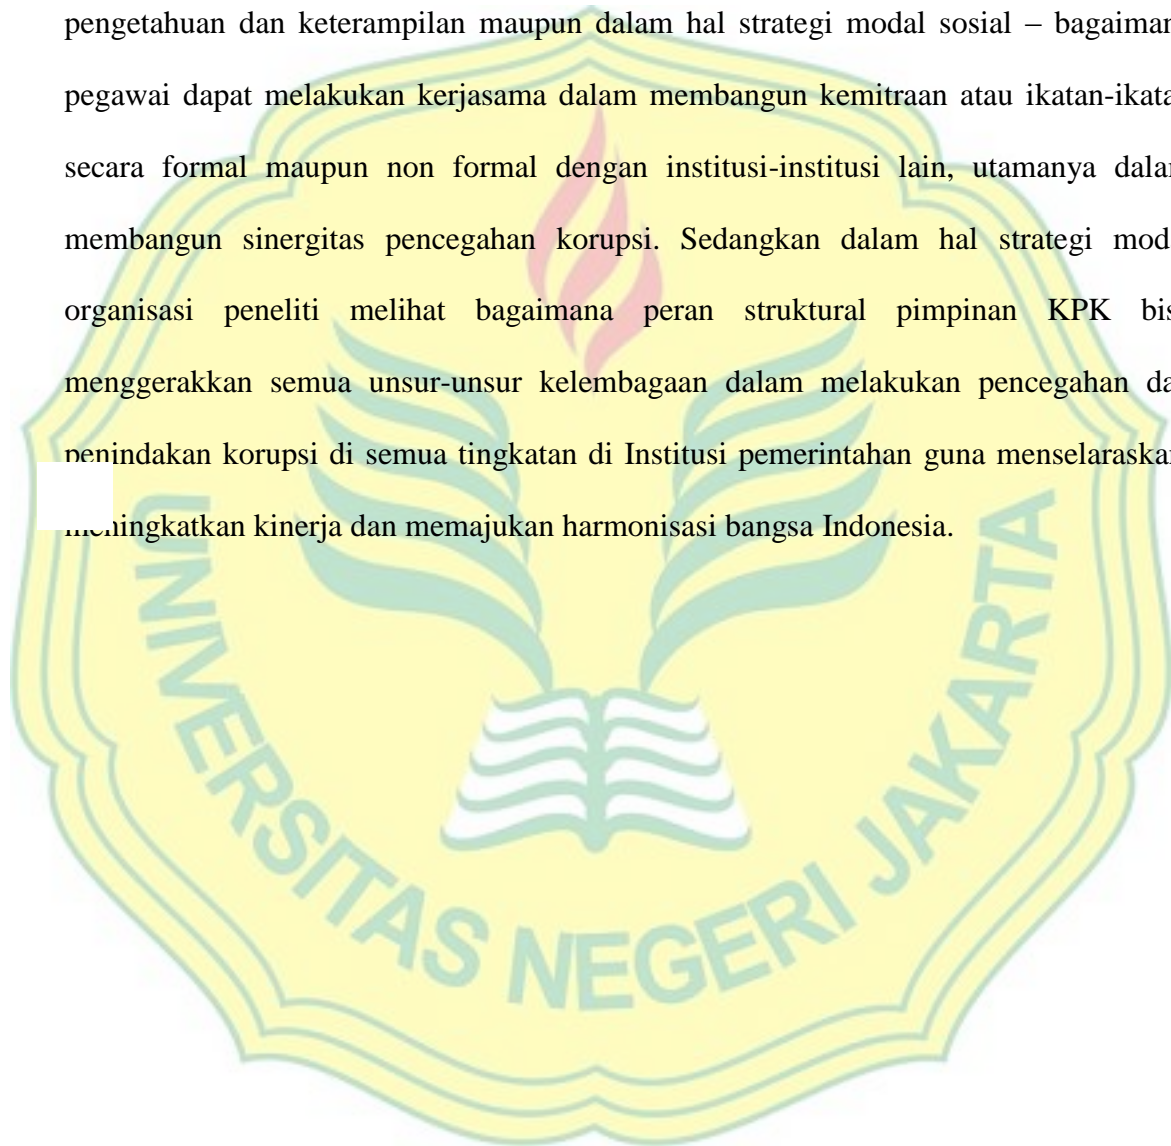 pengetahuan dan keterampilan maupun dalam hal strategi modal sosial – bagaiman
pegawai dapat melakukan kerjasama dalam membangun kemitraan atau ikatan-ikata
secara formal maupun non formal dengan institusi-institusi lain, utamanya dalam
membangun sinergitas pencegahan korupsi. Sedangkan dalam hal strategi moda
organisasi peneliti melihat bagaimana peran struktural pimpinan KPK bis
menggerakkan semua unsur-unsur kelembagaan dalam melakukan pencegahan da
penindakan korupsi di semua tingkatan di Institusi pemerintahan guna menselaraskan
meningkatkan kinerja dan memajukan harmonisasi bangsa Indonesia.
UNIVERSITAS NEGERI JAKARTA